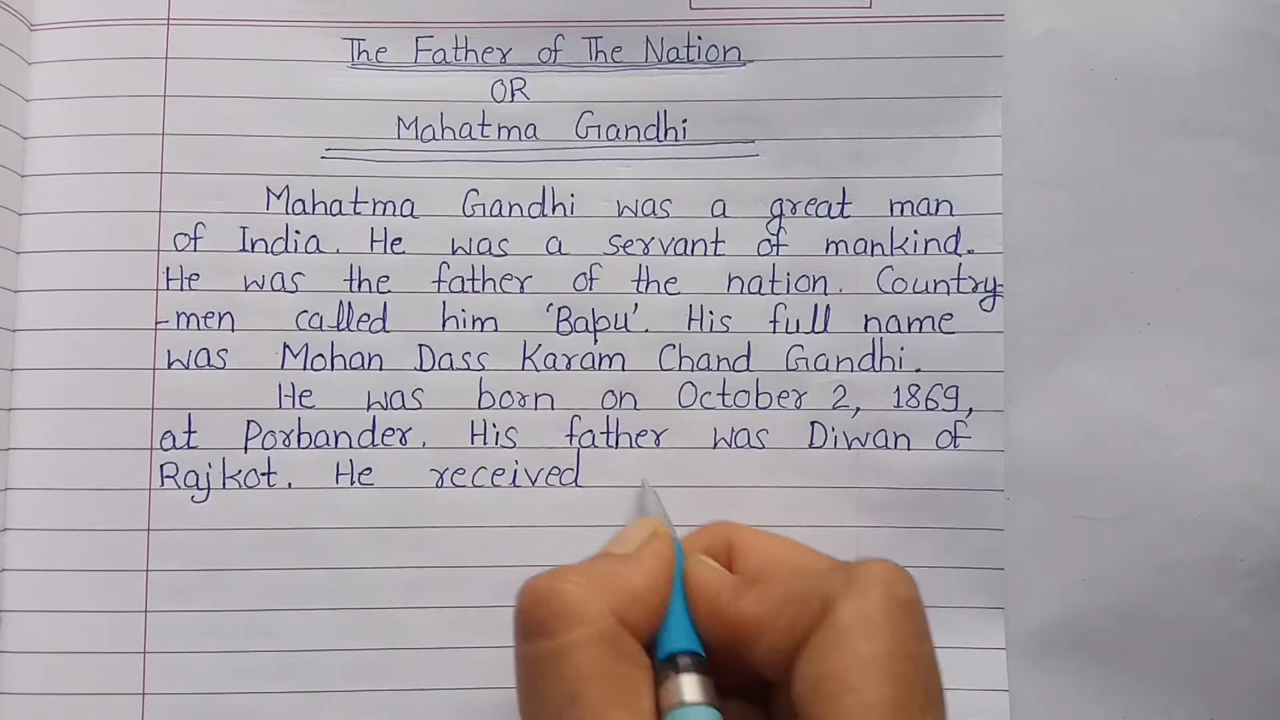 The Father of The Nation
OR
Mahatma Gandhi
Mahatma Gandhi was a great man
of India. He was a servant of mankind.
He was the father of the nation. Country-
-men called him ‘Bapu’. His full name
was Mohan Dass Karam Chand Gandhi.
He was born on October 2, 1869,
at Porbander. His father was Diwan of
Rajkot. He received